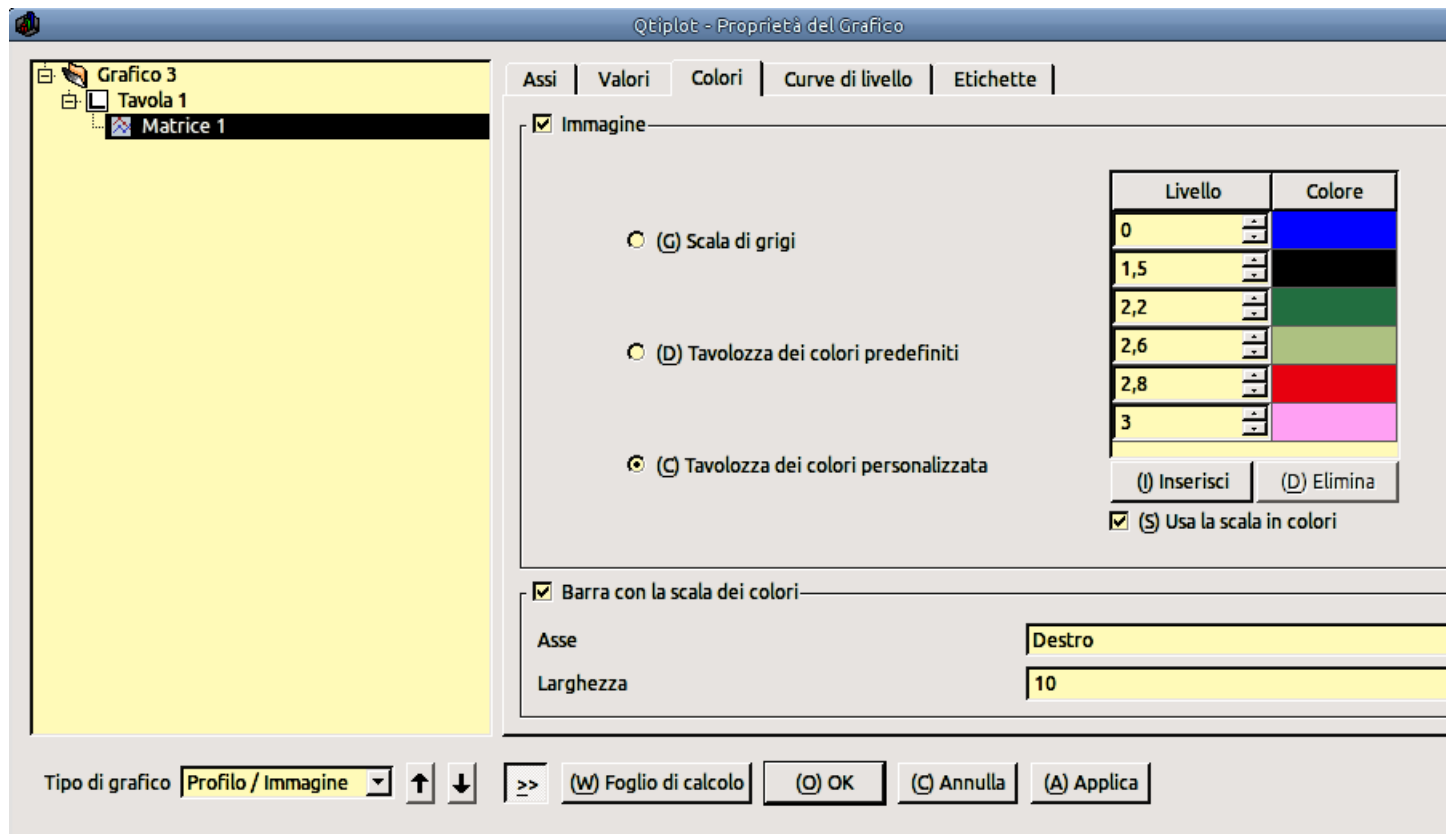 Qtiplot - Proprietà del Grafico
Grafico 3
Tavola 1
Matrice 1
Assi Valori Colori Curve di livello Etichette
Immagine
(G) Scala di grigi
(D) Tavolozza dei colori predefiniti
(C) Tavolozza dei colori personalizzata
Livello Colore
0
1,5
2,2
2,6
2,8
3
(I) Inserisci (D) Elimina
(S) Usa la scala in colori
Barra con la scala dei colori
Asse Destro
Larghezza 10
Tipo di grafico Profilo / Immagine >> (W) Foglio di calcolo (O) OK (C) Annulla (A) Applica